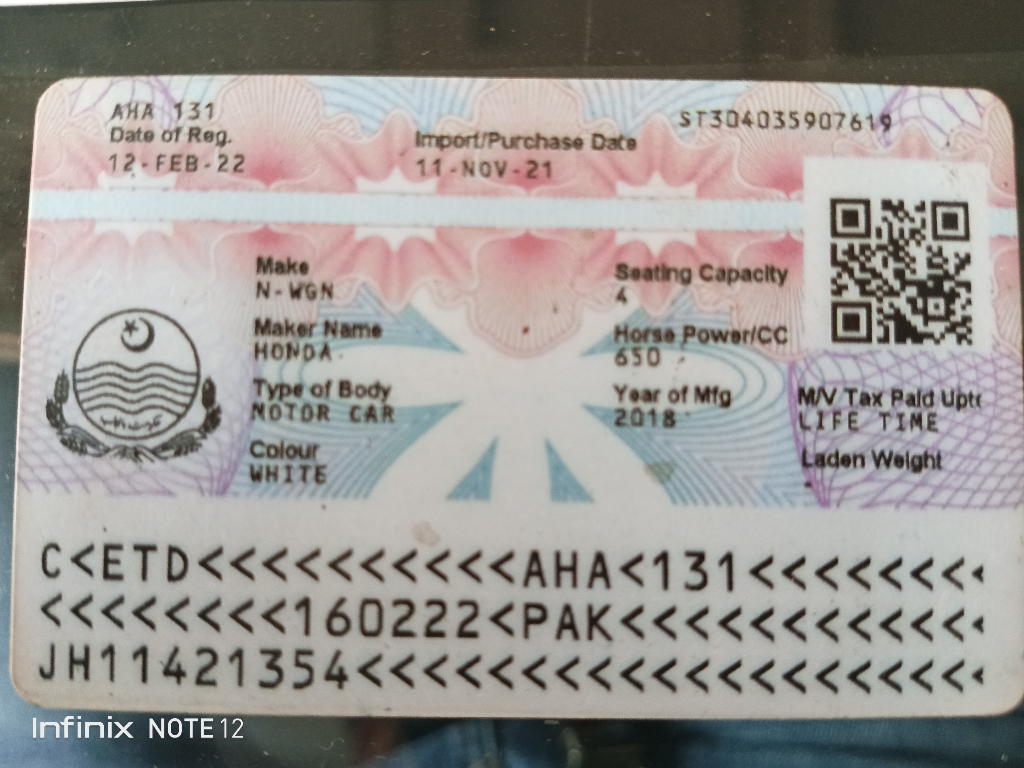 AHA 131
ST304035907619
Date of Reg.
Import/Purchase Date
12-FEB-22
11-NOV-21
Make
Seating Capacity
N-WGN
4
Maker Name
Horse Power/CC
HONDA
650
Type of Body
Year of Mfg
M/V Tax Paid Upto
MOTOR CAR
2018
LIFE TIME
Colour
Laden Weight
WHITE
C<ETD<<<<<<<<<<<AHA<131<<<<<<<
<<<<<<<<160222<PAK<<<<<<<<<<<<
JH11421354<<<<<<<<<<<<<<<<<<<<
Infinix NOTE 12